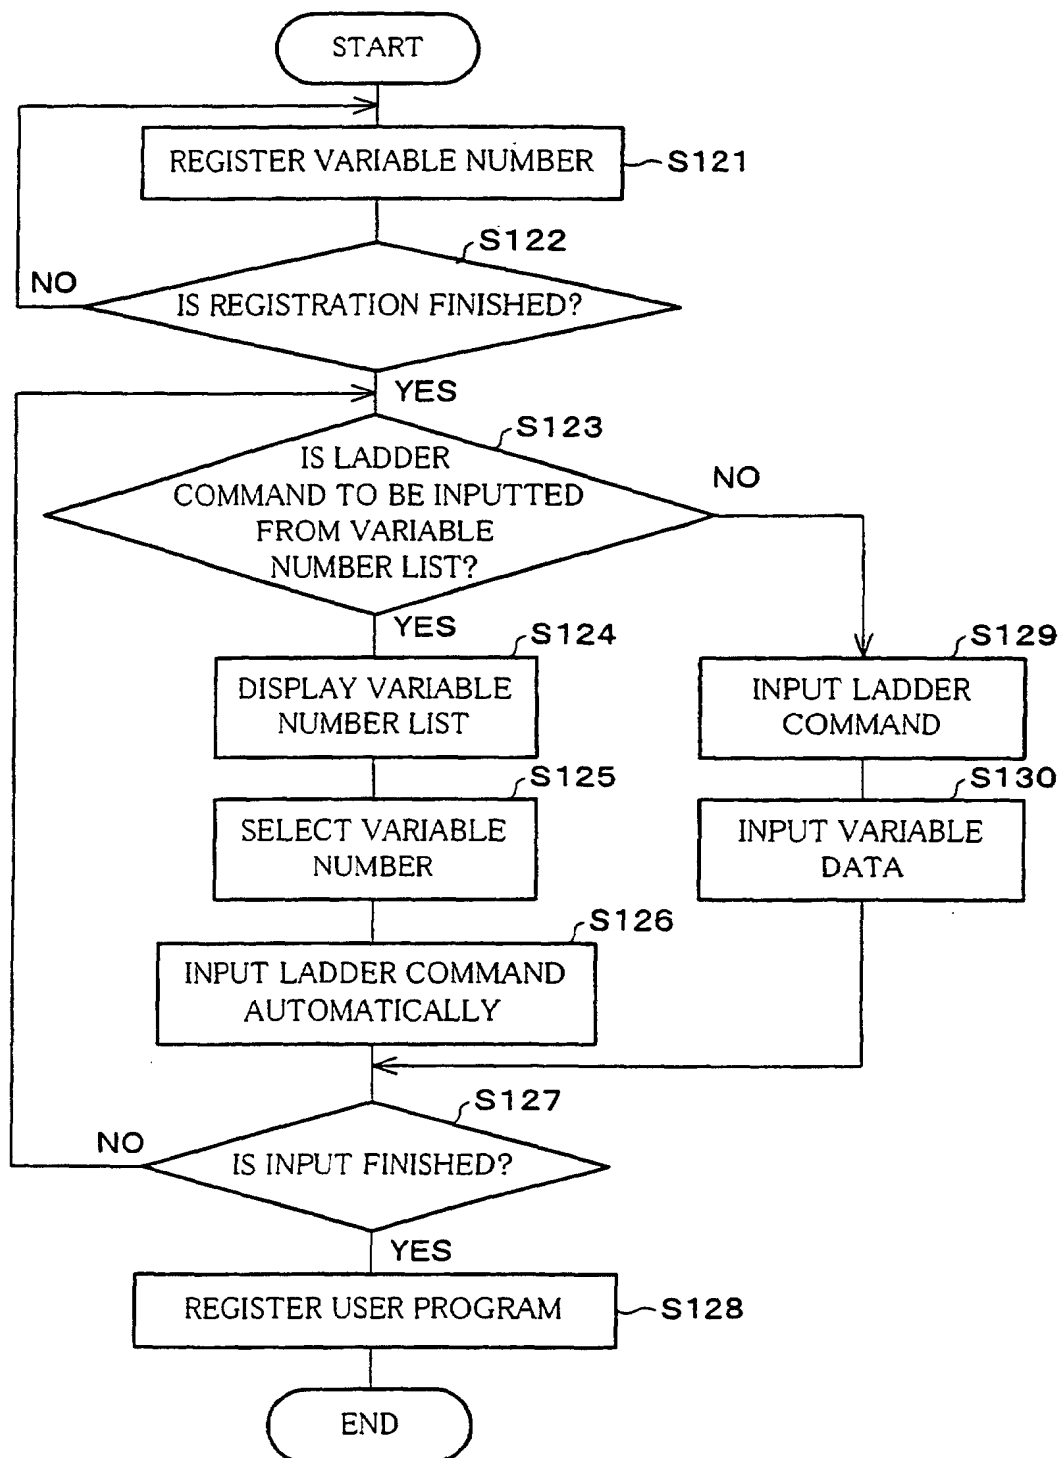 START
REGISTER VARIABLE NUMBER
S121
S122
NO
IS REGISTRATION FINISHED?
YES
S123
IS LADDER
COMMAND TO BE INPUTTED
FROM VARIABLE
NUMBER LIST?
NO
YES
S124
DISPLAY VARIABLE
NUMBER LIST
S129
INPUT LADDER
COMMAND
S125
SELECT VARIABLE
NUMBER
S130
INPUT VARIABLE
DATA
S126
INPUT LADDER COMMAND
AUTOMATICALLY
S127
NO
IS INPUT FINISHED?
YES
REGISTER USER PROGRAM
S128
END